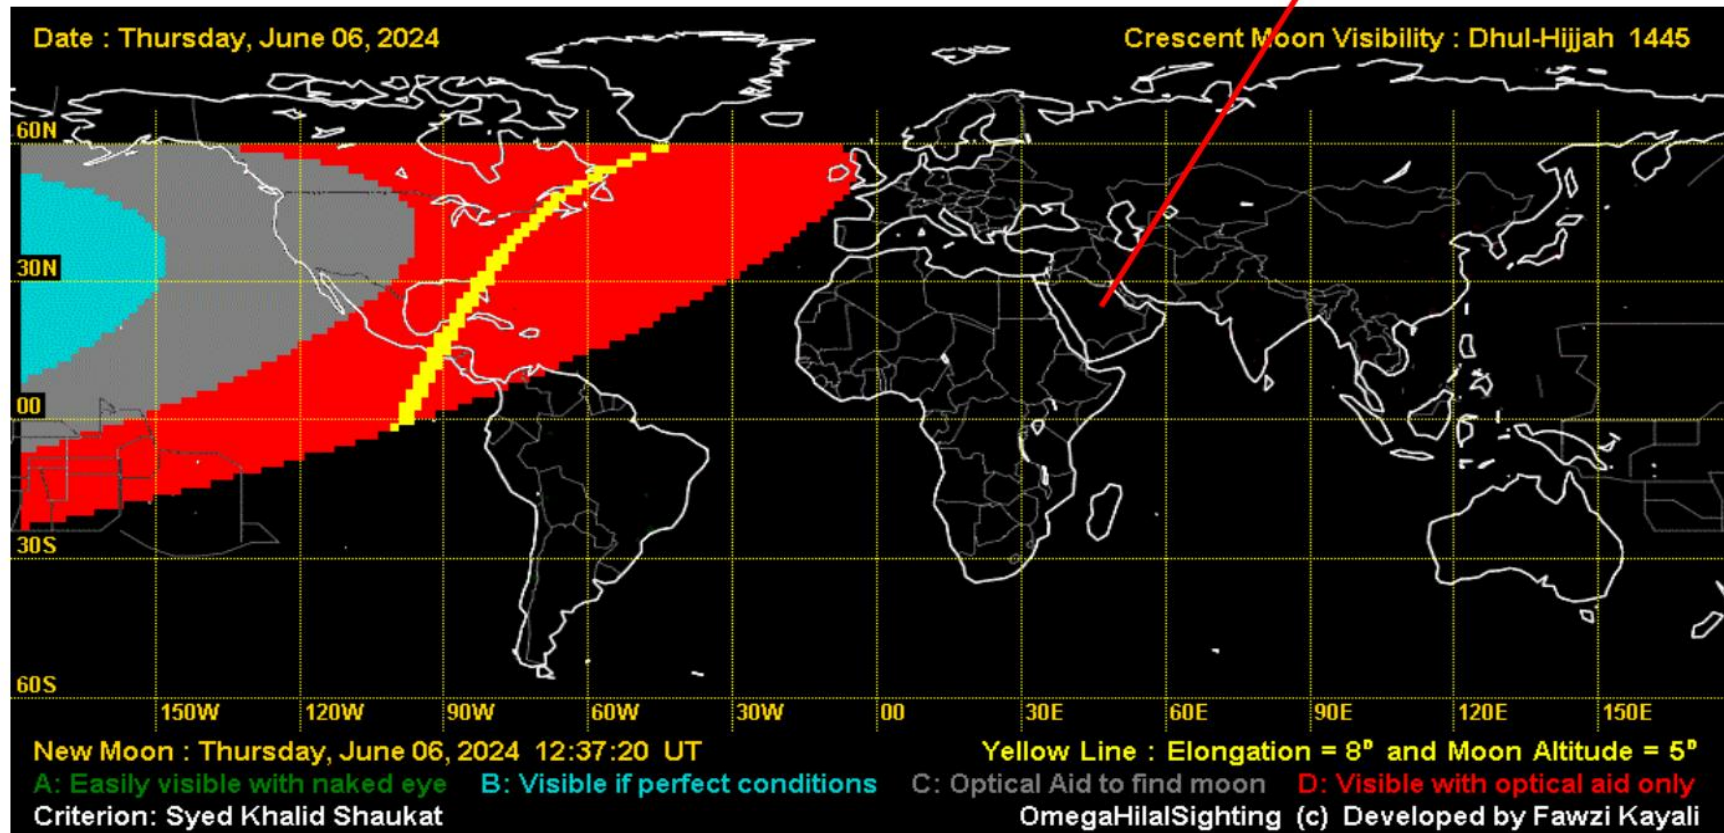 Date : Thursday, June 06, 2024
Crescent Moon Visibility : Dhul-Hijjah 1445
60N
30N
00
30S
60S
150W 120W 90W 60W 30W 00 30E 60E 90E 120E 150E
New Moon : Thursday, June 06, 2024 12:37:20 UT
Yellow Line : Elongation = 8º and Moon Altitude = 5º
A: Easily visible with naked eye B: Visible if perfect conditions C: Optical Aid to find moon D: Visible with optical aid only
Criterion: Syed Khalid Shaukat
OmegaHilalSighting (c) Developed by Fawzi Kayali